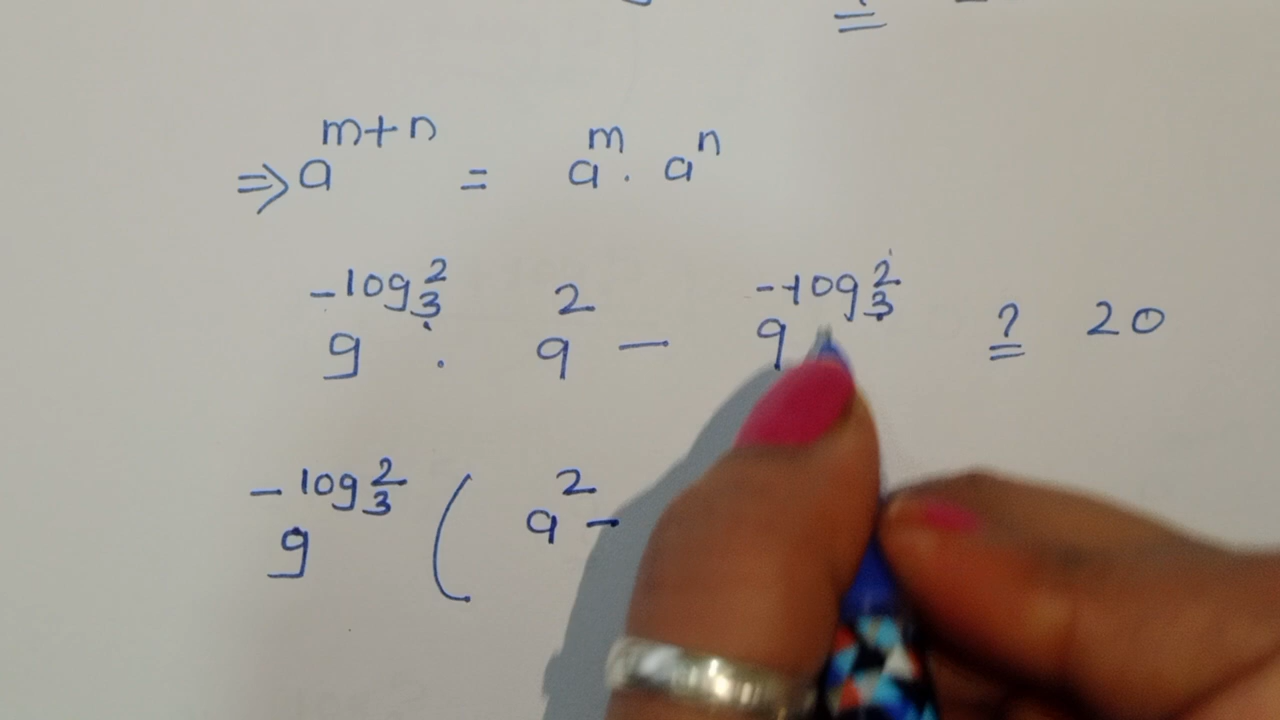 ⇒ a^{m+n} = a^m . a^n
9^{-log_3 2} . 9^2 - 9^{-log_3 2} ≟ 20
9^{-log_3 2} ( 9^2 -